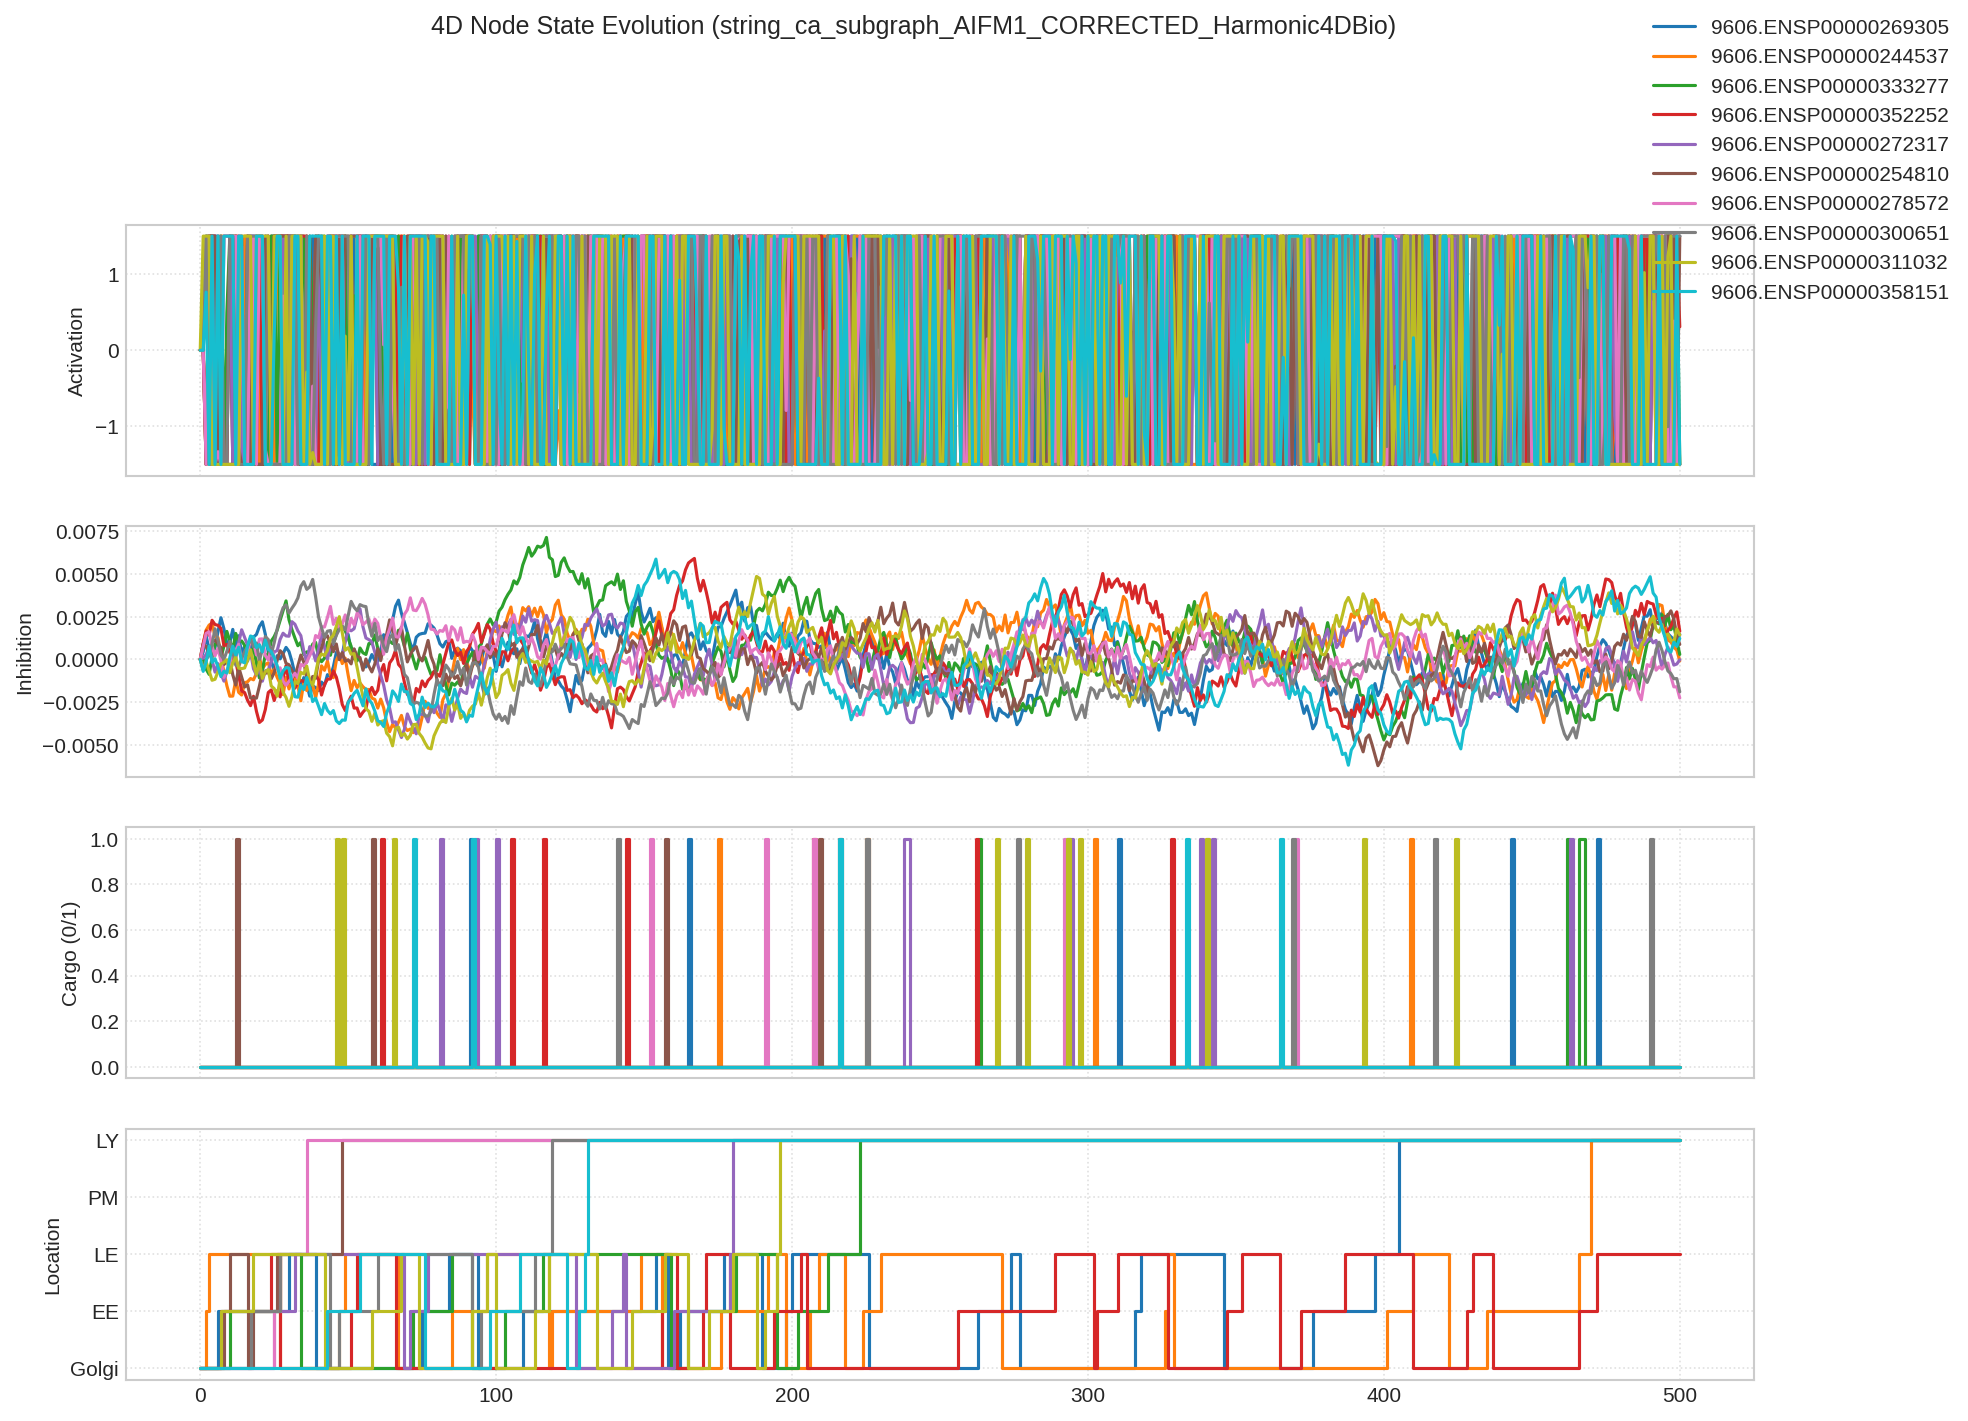 4D Node State Evolution (string_ca_subgraph_AIFM1_CORRECTED_Harmonic4DBio)
9606.ENSP00000269305
9606.ENSP00000244537
9606.ENSP00000333277
9606.ENSP00000352252
9606.ENSP00000272317
9606.ENSP00000254810
9606.ENSP00000278572
9606.ENSP00000300651
9606.ENSP00000311032
9606.ENSP00000358151
Activation
1
0
−1
Inhibition
0.0075
0.0050
0.0025
0.0000
−0.0025
−0.0050
Cargo (0/1)
1.0
0.8
0.6
0.4
0.2
0.0
Location
LY
PM
LE
EE
Golgi
0
100
200
300
400
500